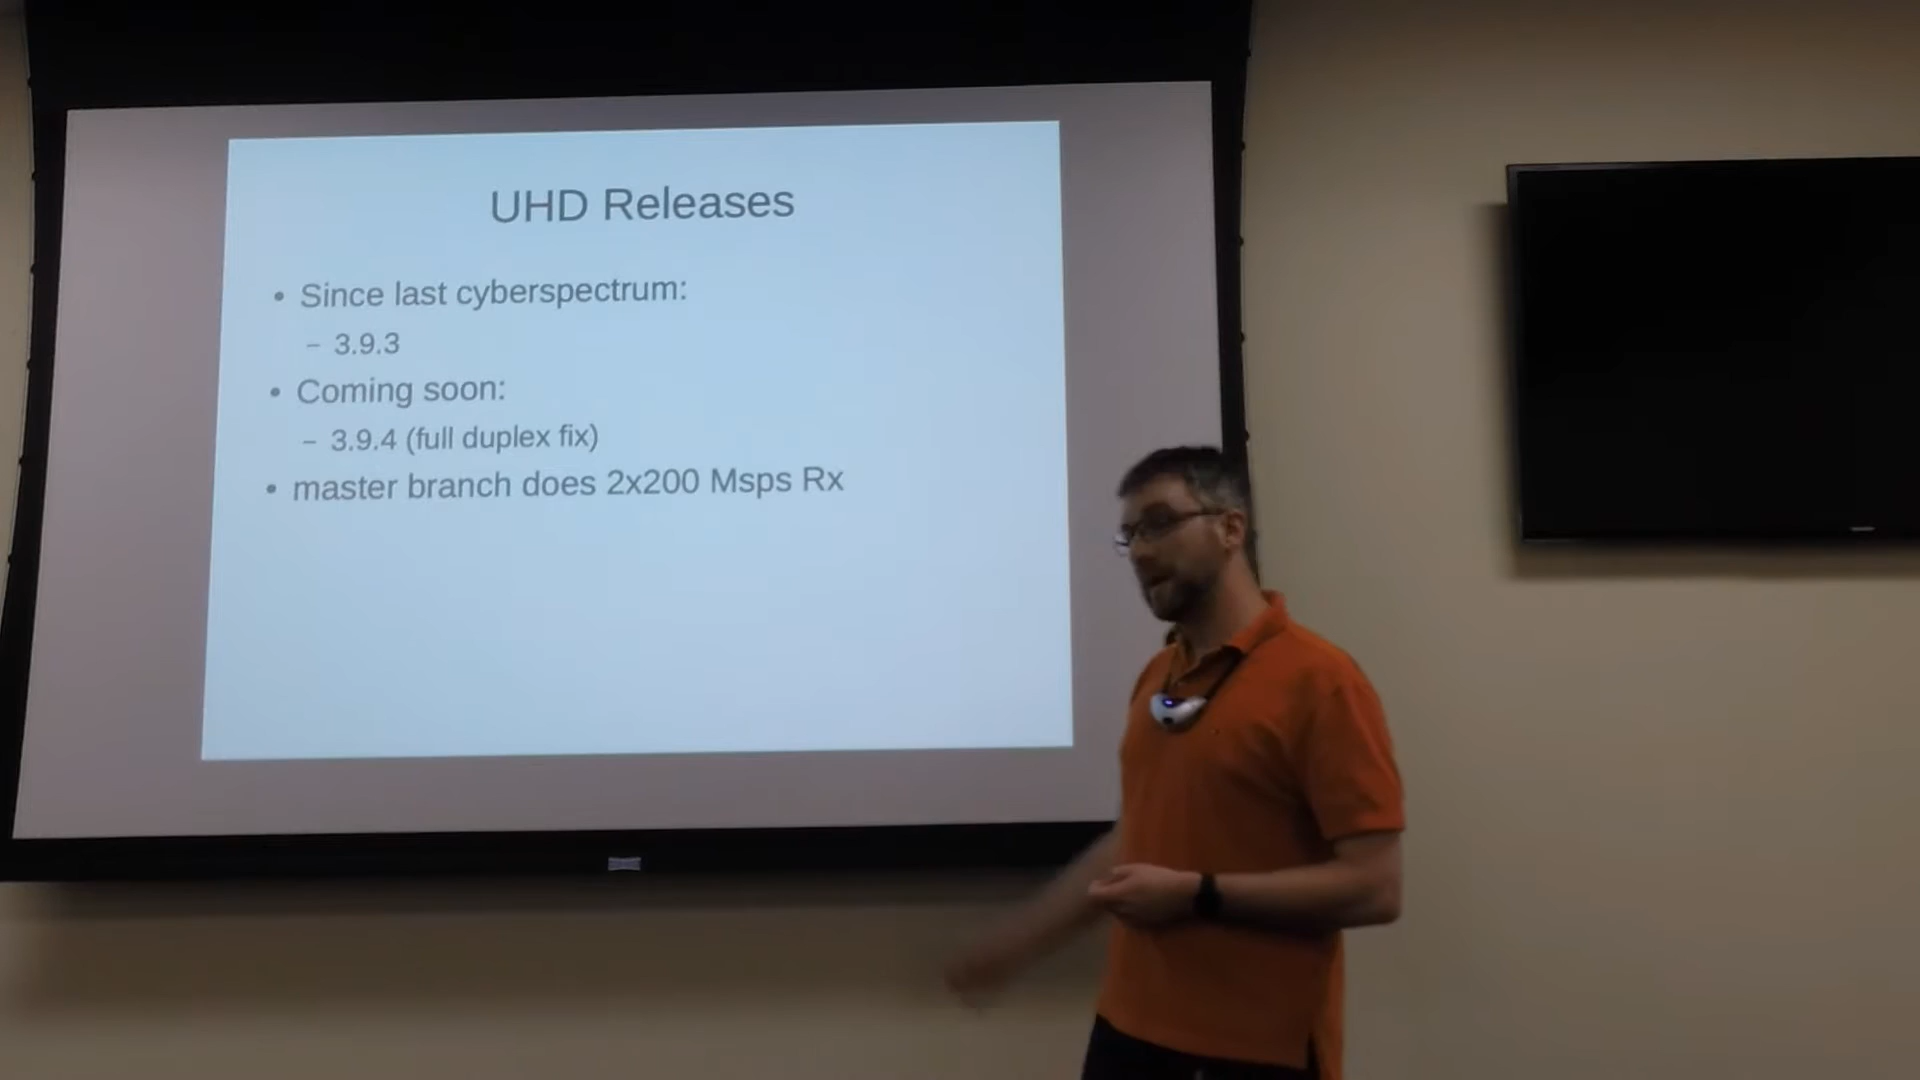 UHD Releases
• Since last cyberspectrum:
– 3.9.3
• Coming soon:
– 3.9.4 (full duplex fix)
• master branch does 2x200 Msps Rx